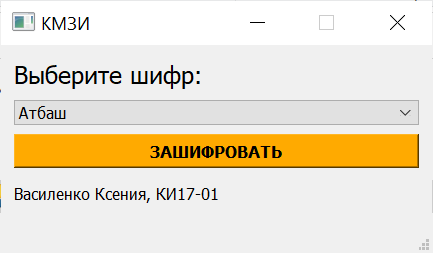 КМЗИ
Выберите шифр:
Атбаш
ЗАШИФРОВАТЬ
Василенко Ксения, КИ17-01